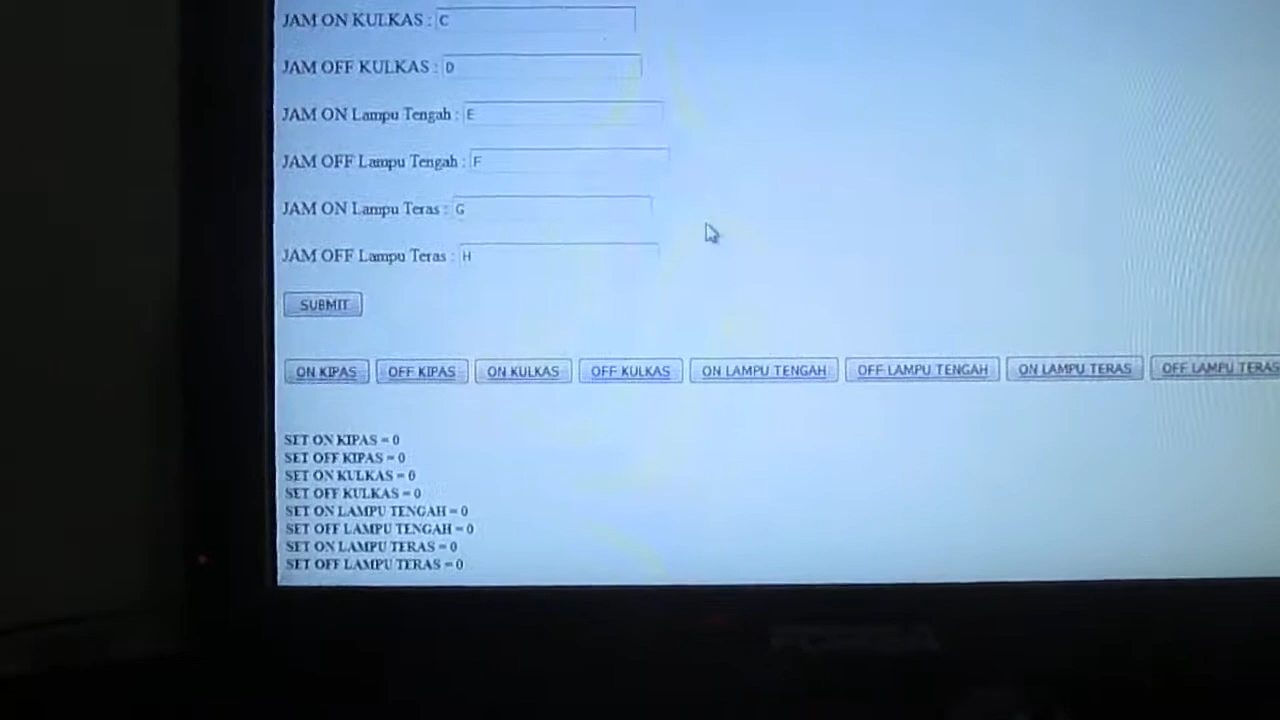 JAM ON KULKAS : C
JAM OFF KULKAS : D
JAM ON Lampu Tengah : E
JAM OFF Lampu Tengah : F
JAM ON Lampu Teras : G
JAM OFF Lampu Teras : H
SUBMIT
ON KIPAS OFF KIPAS ON KULKAS OFF KULKAS ON LAMPU TENGAH OFF LAMPU TENGAH ON LAMPU TERAS OFF LAMPU TERAS
SET ON KIPAS = 0
SET OFF KIPAS = 0
SET ON KULKAS = 0
SET OFF KULKAS = 0
SET ON LAMPU TENGAH = 0
SET OFF LAMPU TENGAH = 0
SET ON LAMPU TERAS = 0
SET OFF LAMPU TERAS = 0